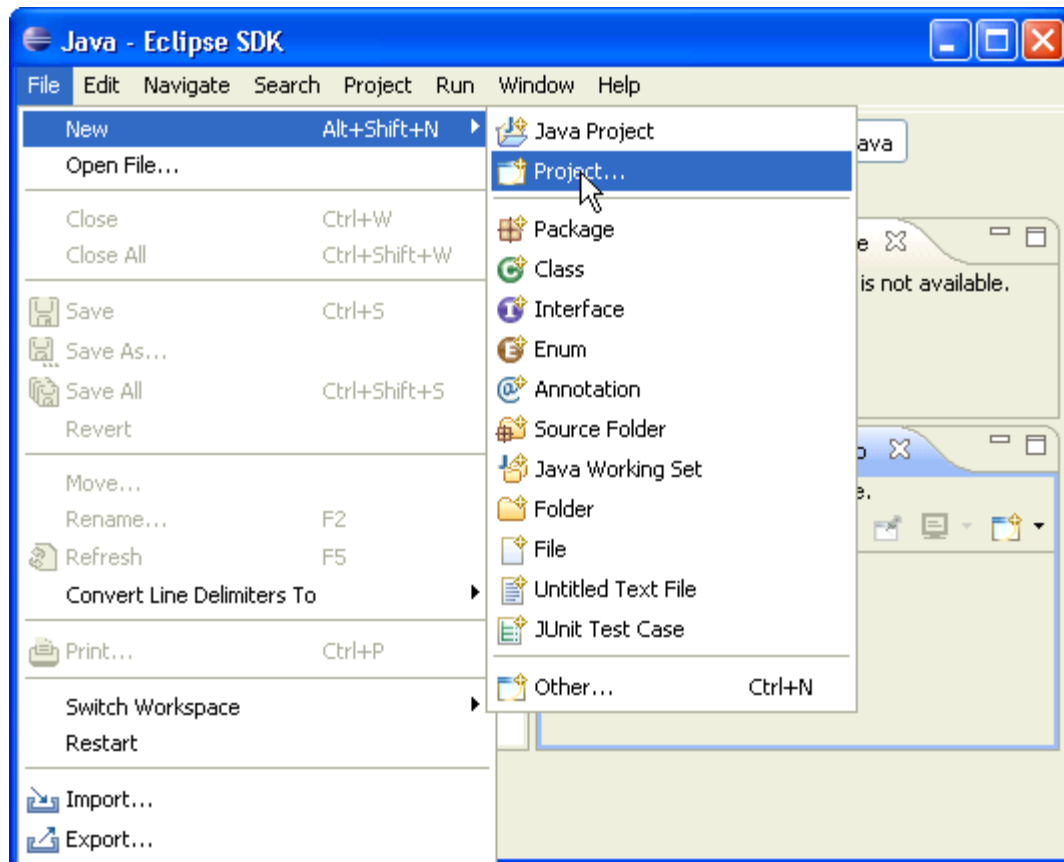 Java - Eclipse SDK
File Edit Navigate Search Project Run Window Help
New Alt+Shift+N
Open File...
Close Ctrl+W
Close All Ctrl+Shift+W
Save Ctrl+S
Save As...
Save All Ctrl+Shift+S
Revert
Move...
Rename... F2
Refresh F5
Convert Line Delimiters To
Print... Ctrl+P
Switch Workspace
Restart
Import...
Export...
Java Project
Project...
Package
Class
Interface
Enum
Annotation
Source Folder
Java Working Set
Folder
File
Untitled Text File
JUnit Test Case
Other... Ctrl+N
ava
e
is not available.
e.